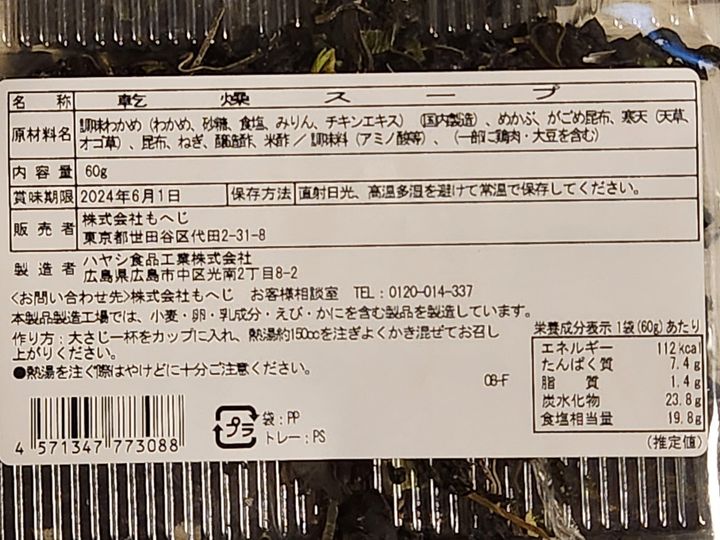 名称 乾燥スープ
原材料名 調味わかめ（わかめ、砂糖、食塩、みりん、チキンエキス）（国内製造）、めかぶ、がごめ昆布、寒天（天草、
オゴ草）、昆布、ねぎ、醸造酢、米酢／調味料（アミノ酸等）、（一部に鶏肉・大豆を含む）
内容量 60g
賞味期限 2024年6月1日 保存方法 直射日光、高温多湿を避けて常温で保存してください。
販売者 株式会社もへじ
東京都世田谷区代田2-31-8
製造者 ハヤシ食品工業株式会社
広島県広島市中区光南2丁目8-2
<お問い合わせ先>株式会社もへじ お客様相談室 TEL：0120-014-337
本製品製造工場では、小麦・卵・乳成分・えび・かにを含む製品を製造しています。
作り方：大さじ一杯をカップに入れ、熱湯約150ccを注ぎよくかき混ぜてお召し
上がりください。
●熱湯を注ぐ際はやけどに十分ご注意ください。
08-F
栄養成分表示 1袋(60g)あたり
エネルギー 112kcal
たんぱく質 7.4g
脂質 1.4g
炭水化物 23.8g
食塩相当量 19.8g
(推定値)
4 571347 773088
プラ
袋：PP
トレー：PS